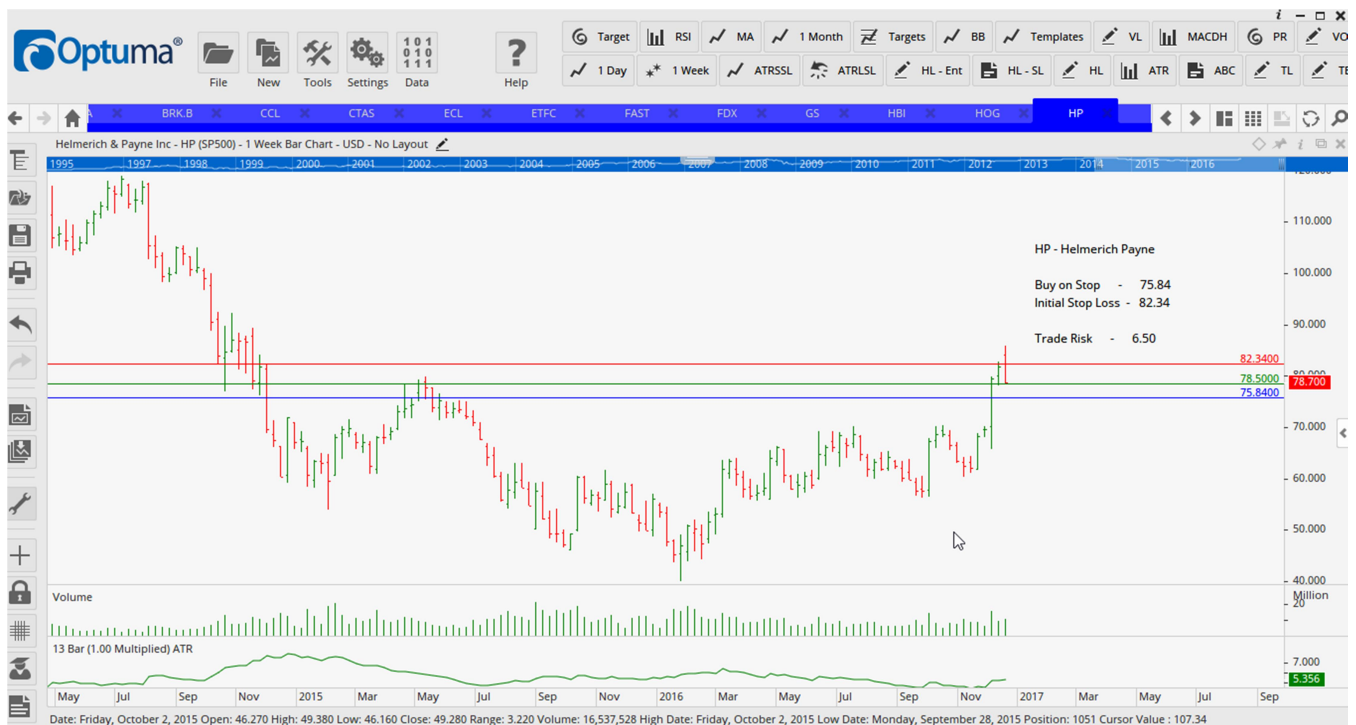 i
Optuma®
File New Tools Settings Data Help
Target RSI MA 1 Month Targets BB Templates VL MACDH PR
1 Day 1 Week ATRSSL ATRLSL HL - Ent HL - SL HL ATR ABC TL
BRK.B CCL CTAS ECL ETFC FAST FDX GS HBI HOG HP
Helmerich & Payne Inc - HP (SP500) - 1 Week Bar Chart - USD - No Layout
1995 1997 1998 1999 2000 2001 2002 2003 2004 2005 2006 2007 2008 2009 2010 2011 2012 2013 2014 2015 2016
110.000
HP - Helmerich Payne
100.000
Buy on Stop - 75.84
Initial Stop Loss - 82.34
90.000
Trade Risk - 6.50
82.3400
80.000
78.5000
78.700
75.8400
70.000
60.000
50.000
40.000
Volume
Million
20
13 Bar (1.00 Multiplied) ATR
7.000
5.356
May Jul Sep Nov 2015 Mar May Jul Sep Nov 2016 Mar May Jul Sep Nov 2017 Mar May Jul Sep
Date: Friday, October 2, 2015 Open: 46.270 High: 49.380 Low: 46.160 Close: 49.280 Range: 3.220 Volume: 16,537,528 High Date: Friday, October 2, 2015 Low Date: Monday, September 28, 2015 Position: 1051 Cursor Value : 107.34